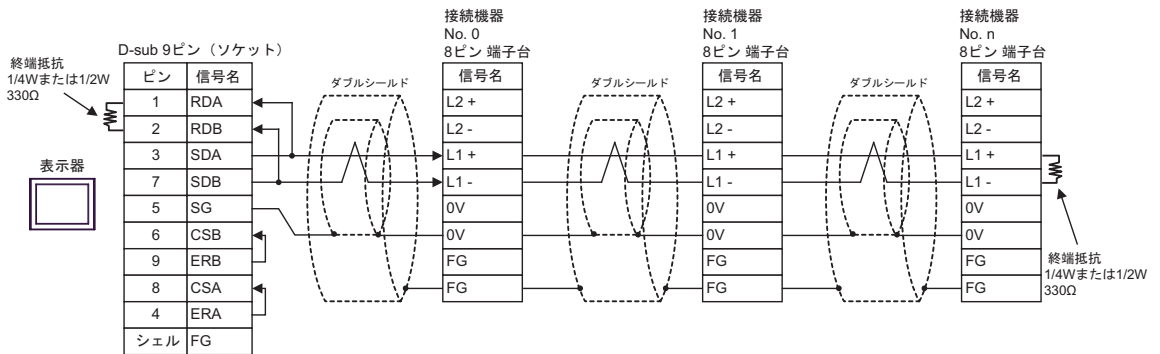 終端抵抗
1/4Wまたは1/2W
330Ω
表示器
D-sub 9ピン（ソケット）
ピン 信号名
1 RDA
2 RDB
3 SDA
7 SDB
5 SG
6 CSB
9 ERB
8 CSA
4 ERA
シェル FG
ダブルシールド
接続機器
No. 0
8ピン 端子台
信号名
L2 +
L2 -
L1 +
L1 -
0V
0V
FG
FG
ダブルシールド
接続機器
No. 1
8ピン 端子台
信号名
L2 +
L2 -
L1 +
L1 -
0V
0V
FG
FG
ダブルシールド
接続機器
No. n
8ピン 端子台
信号名
L2 +
L2 -
L1 +
L1 -
0V
0V
FG
FG
終端抵抗
1/4Wまたは1/2W
330Ω